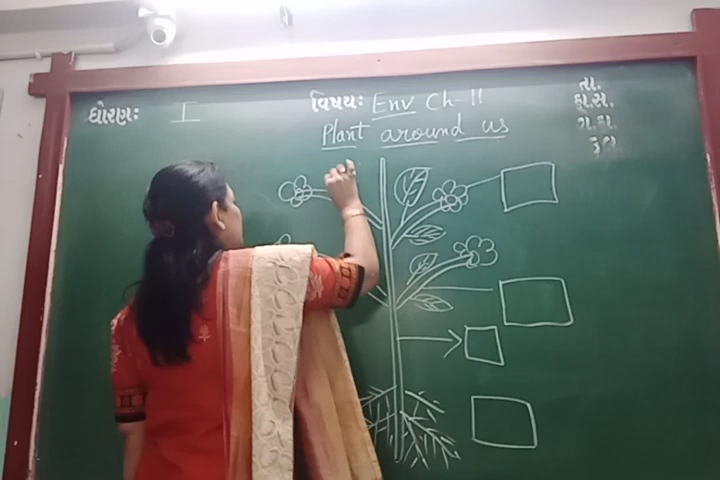 ધોરણઃ I
વિષયઃ Env Ch-11
Plant around us
તા.
કા.સ.
ગ.કા.